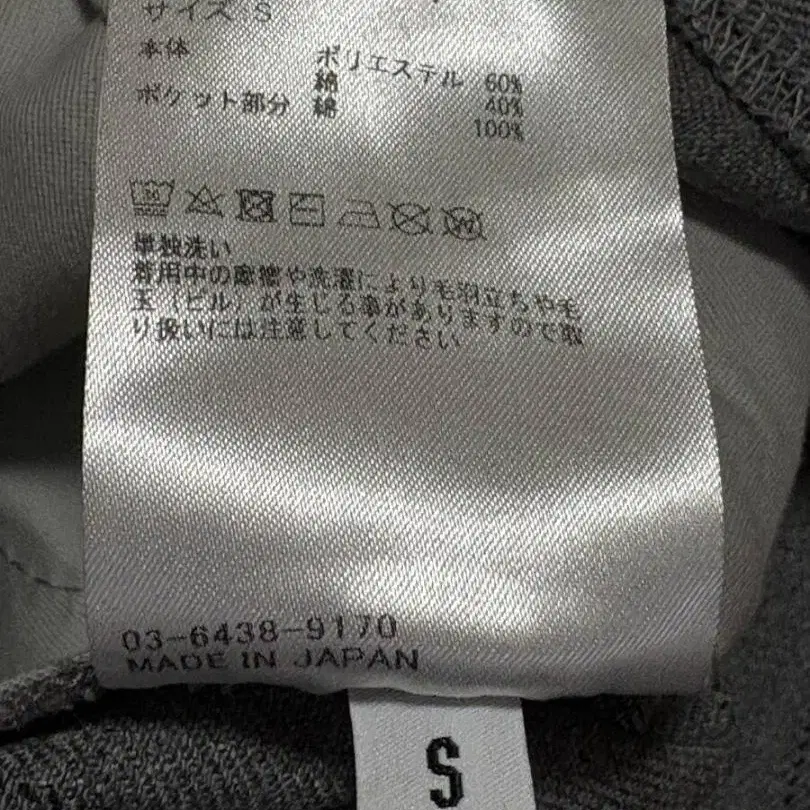 サイズ S
本体 ポリエステル 60%
綿 40%
ポケット部分 綿 100%
単独洗い
着用中の摩擦や洗濯により毛羽立ちや毛
玉（ピル）が生じる事がありますので取
り扱いには注意してください
03-6438-9170
MADE IN JAPAN
S